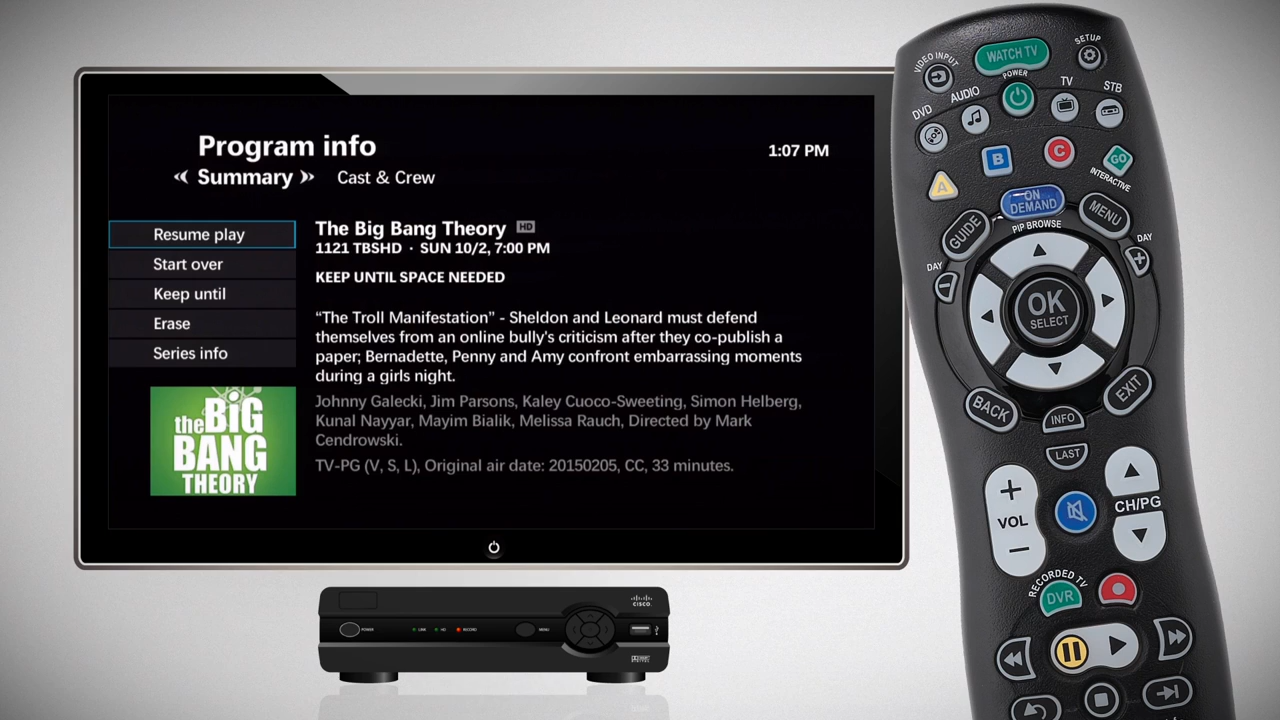 Program info
1:07 PM
« Summary » Cast & Crew
Resume play
Start over
Keep until
Erase
Series info
the BiG
BANG
THEORY
The Big Bang Theory HD
1121 TBSHD · SUN 10/2, 7:00 PM
KEEP UNTIL SPACE NEEDED
“The Troll Manifestation” - Sheldon and Leonard must defend
themselves from an online bully's criticism after they co-publish a
paper; Bernadette, Penny and Amy confront embarrassing moments
during a girls night.
Johnny Galecki, Jim Parsons, Kaley Cuoco-Sweeting, Simon Helberg,
Kunal Nayyar, Mayim Bialik, Melissa Rauch, Directed by Mark
Cendrowski.
TV-PG (V, S, L), Original air date: 20150205, CC, 33 minutes.
CISCO
POWER
LINK
HD
RECORD
MENU
VIDEO INPUT
WATCH TV
SETUP
POWER
DVD
AUDIO
TV
STB
A
B
C
GO
INTERACTIVE
ON
DEMAND
GUIDE
PIP BROWSE
MENU
DAY
DAY
OK
SELECT
BACK
INFO
EXIT
LAST
+
VOL
−
CH/PG
RECORDED TV
DVR